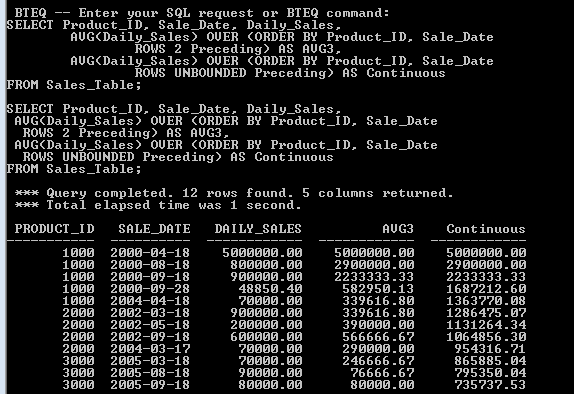 BTEQ -- Enter your SQL request or BTEQ command:
SELECT Product_ID, Sale_Date, Daily_Sales,
AVG(Daily_Sales) OVER (ORDER BY Product_ID, Sale_Date
ROWS 2 Preceding) AS AVG3,
AVG(Daily_Sales) OVER (ORDER BY Product_ID, Sale_Date
ROWS UNBOUNDED Preceding) AS Continuous
FROM Sales_Table;
SELECT Product_ID, Sale_Date, Daily_Sales,
AVG(Daily_Sales) OVER (ORDER BY Product_ID, Sale_Date
ROWS 2 Preceding) AS AVG3,
AVG(Daily_Sales) OVER (ORDER BY Product_ID, Sale_Date
ROWS UNBOUNDED Preceding) AS Continuous
FROM Sales_Table;
*** Query completed. 12 rows found. 5 columns returned.
*** Total elapsed time was 1 second.
PRODUCT_ID SALE_DATE DAILY_SALES AVG3 Continuous
----------- ---------- ------------ ------------ ------------
1000 2000-04-18 5000000.00 5000000.00 5000000.00
1000 2000-08-18 800000.00 2900000.00 2900000.00
1000 2000-09-18 900000.00 2233333.33 2233333.33
1000 2000-09-28 48850.40 582950.13 1687212.60
1000 2004-04-18 70000.00 339616.80 1363770.08
2000 2002-03-18 900000.00 339616.80 1286475.07
2000 2002-05-18 200000.00 390000.00 1131264.34
2000 2002-09-18 600000.00 566666.67 1064856.30
2000 2004-03-17 70000.00 290000.00 954316.71
3000 2005-03-18 70000.00 246666.67 865885.04
3000 2005-08-18 90000.00 76666.67 795350.04
3000 2005-09-18 80000.00 80000.00 735737.53